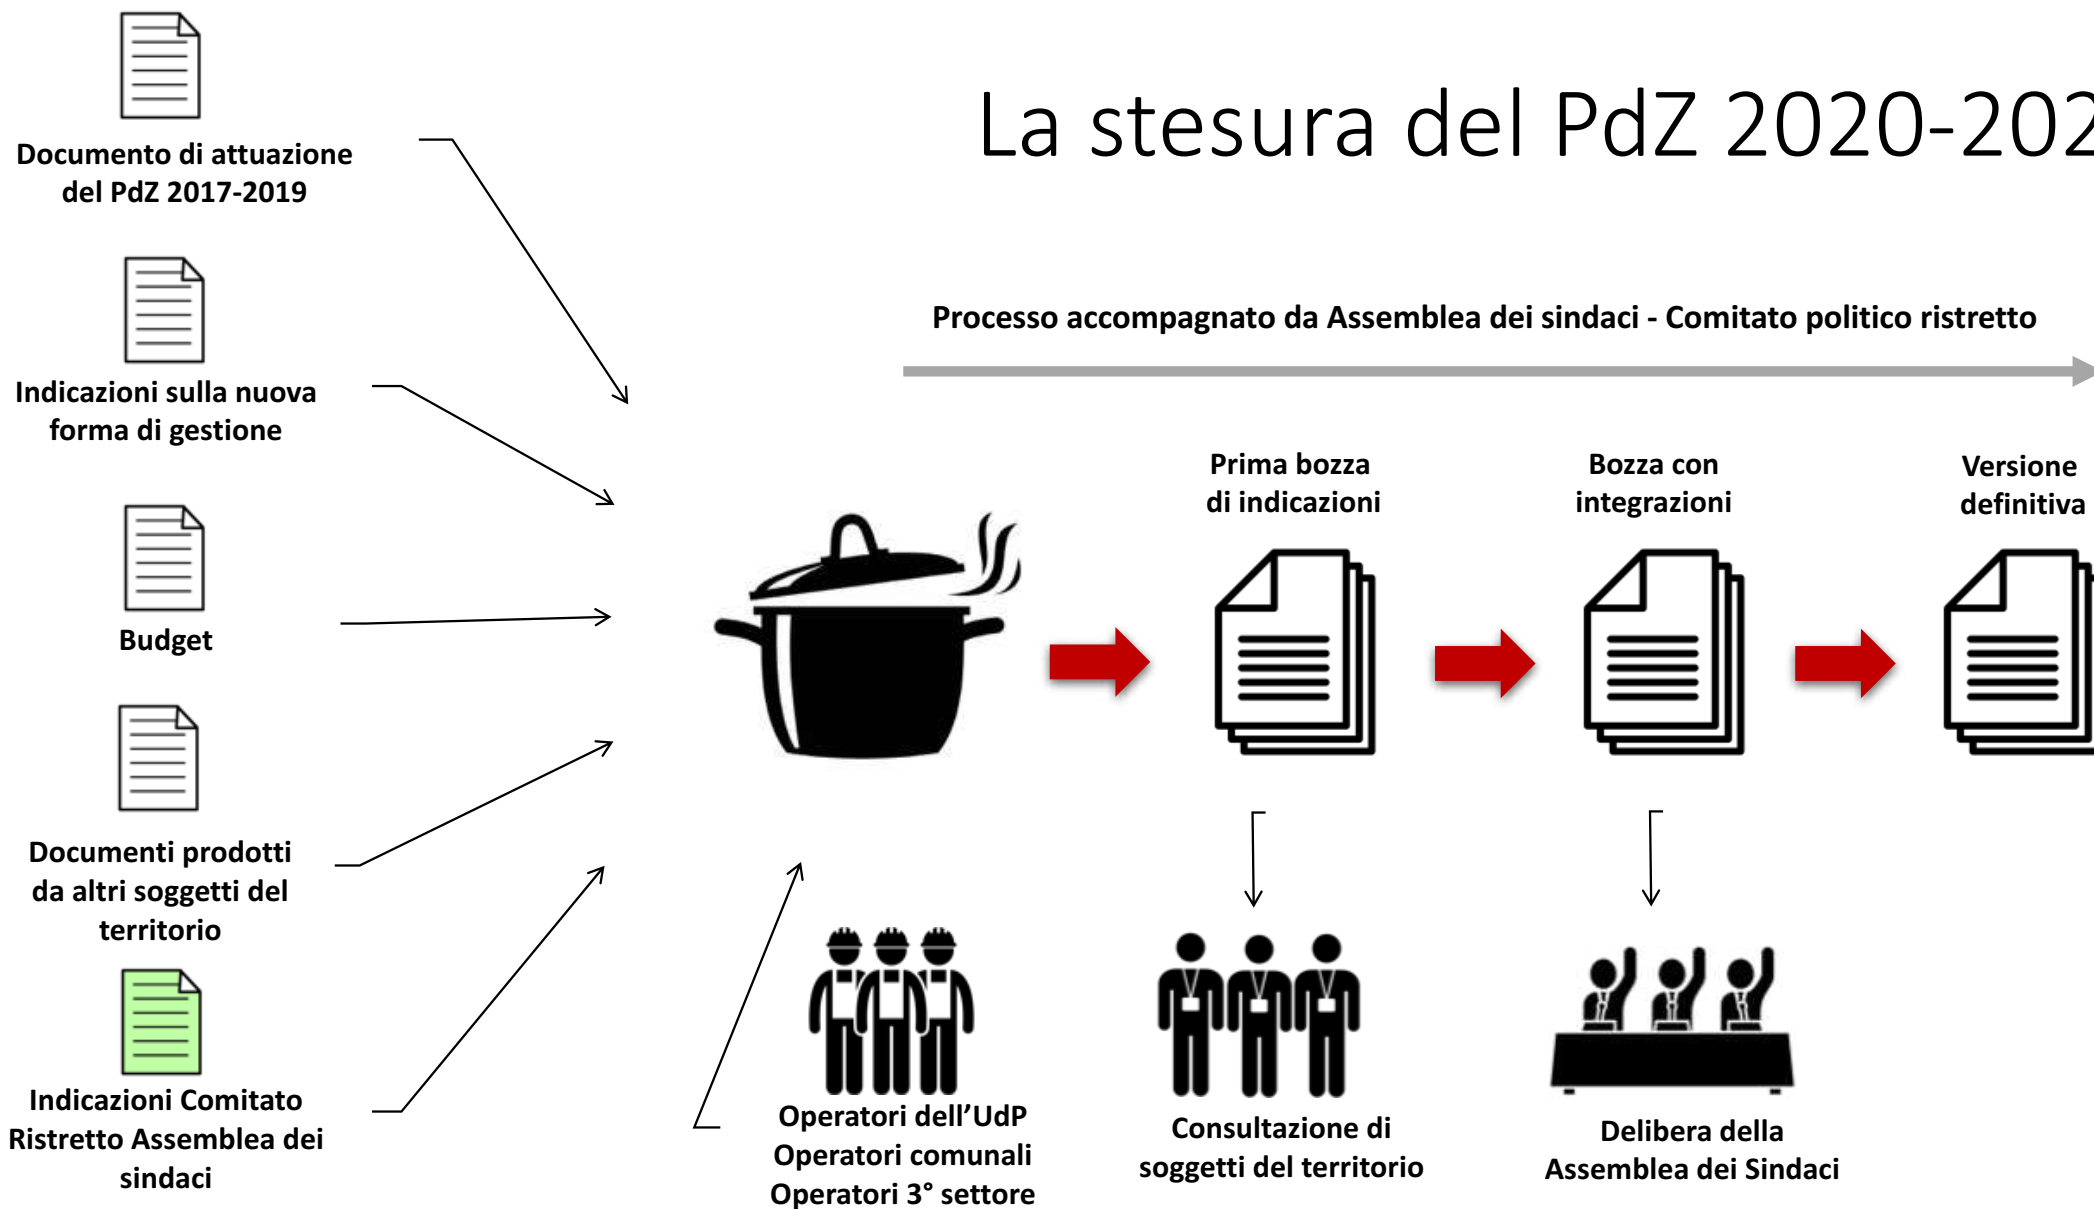 La stesura del PdZ 2020-202
Documento di attuazione
del PdZ 2017-2019
Indicazioni sulla nuova
forma di gestione
Budget
Documenti prodotti
da altri soggetti del
territorio
Indicazioni Comitato
Ristretto Assemblea dei
sindaci
Processo accompagnato da Assemblea dei sindaci - Comitato politico ristretto
Prima bozza
di indicazioni
Bozza con
integrazioni
Versione
definitiva
Operatori dell’UdP
Operatori comunali
Operatori 3° settore
Consultazione di
soggetti del territorio
Delibera della
Assemblea dei Sindaci